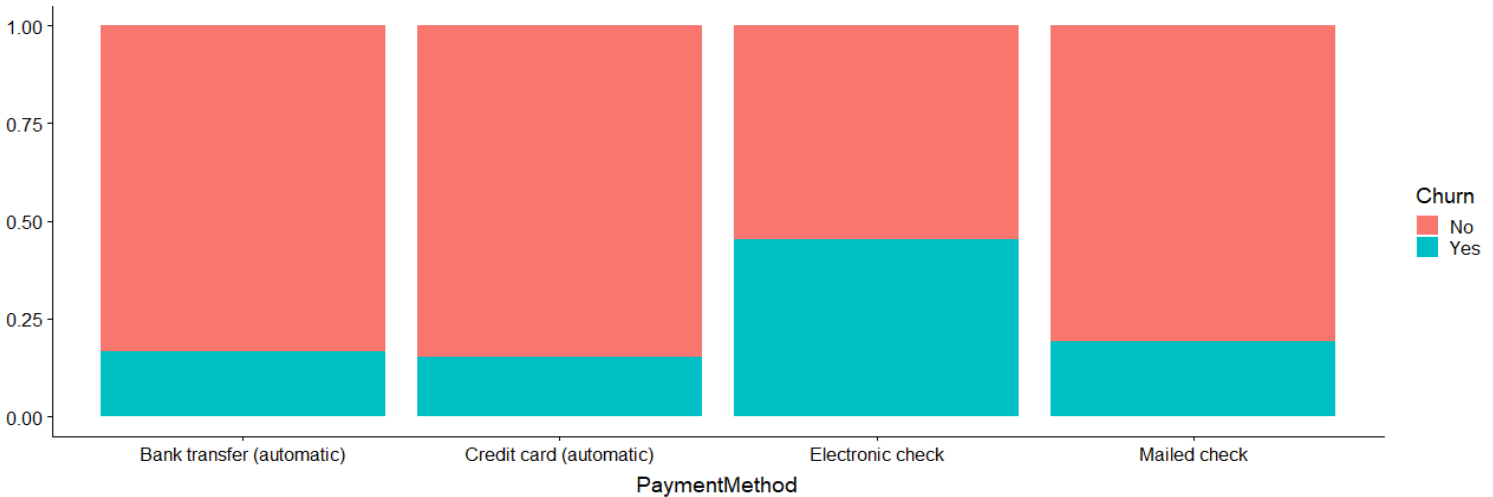 1.00
0.75
0.50
0.25
0.00
Bank transfer (automatic)
Credit card (automatic)
Electronic check
Mailed check
PaymentMethod
Churn
No
Yes